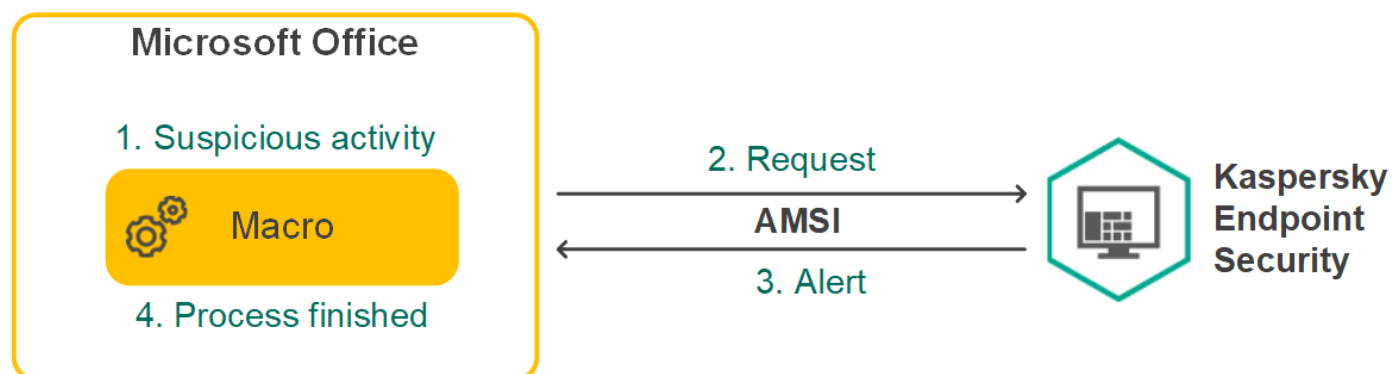 Microsoft Office
1. Suspicious activity
Macro
4. Process finished
2. Request
AMSI
3. Alert
Kaspersky
Endpoint
Security